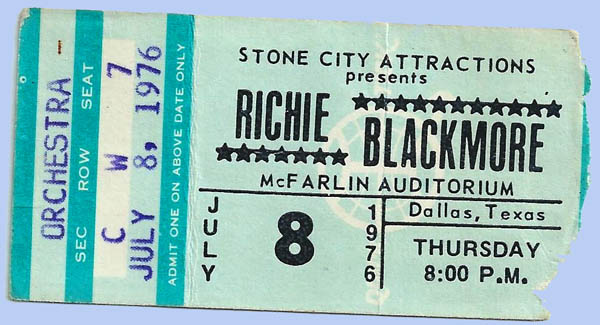 ORCHESTRA
SEC ROW SEAT
C W 7
JULY 8, 1976
ADMIT ONE ON ABOVE DATE ONLY
STONE CITY ATTRACTIONS
presents
RICHIE BLACKMORE
McFARLIN AUDITORIUM
JULY
8
1976
Dallas, Texas
THURSDAY
8:00 P.M.